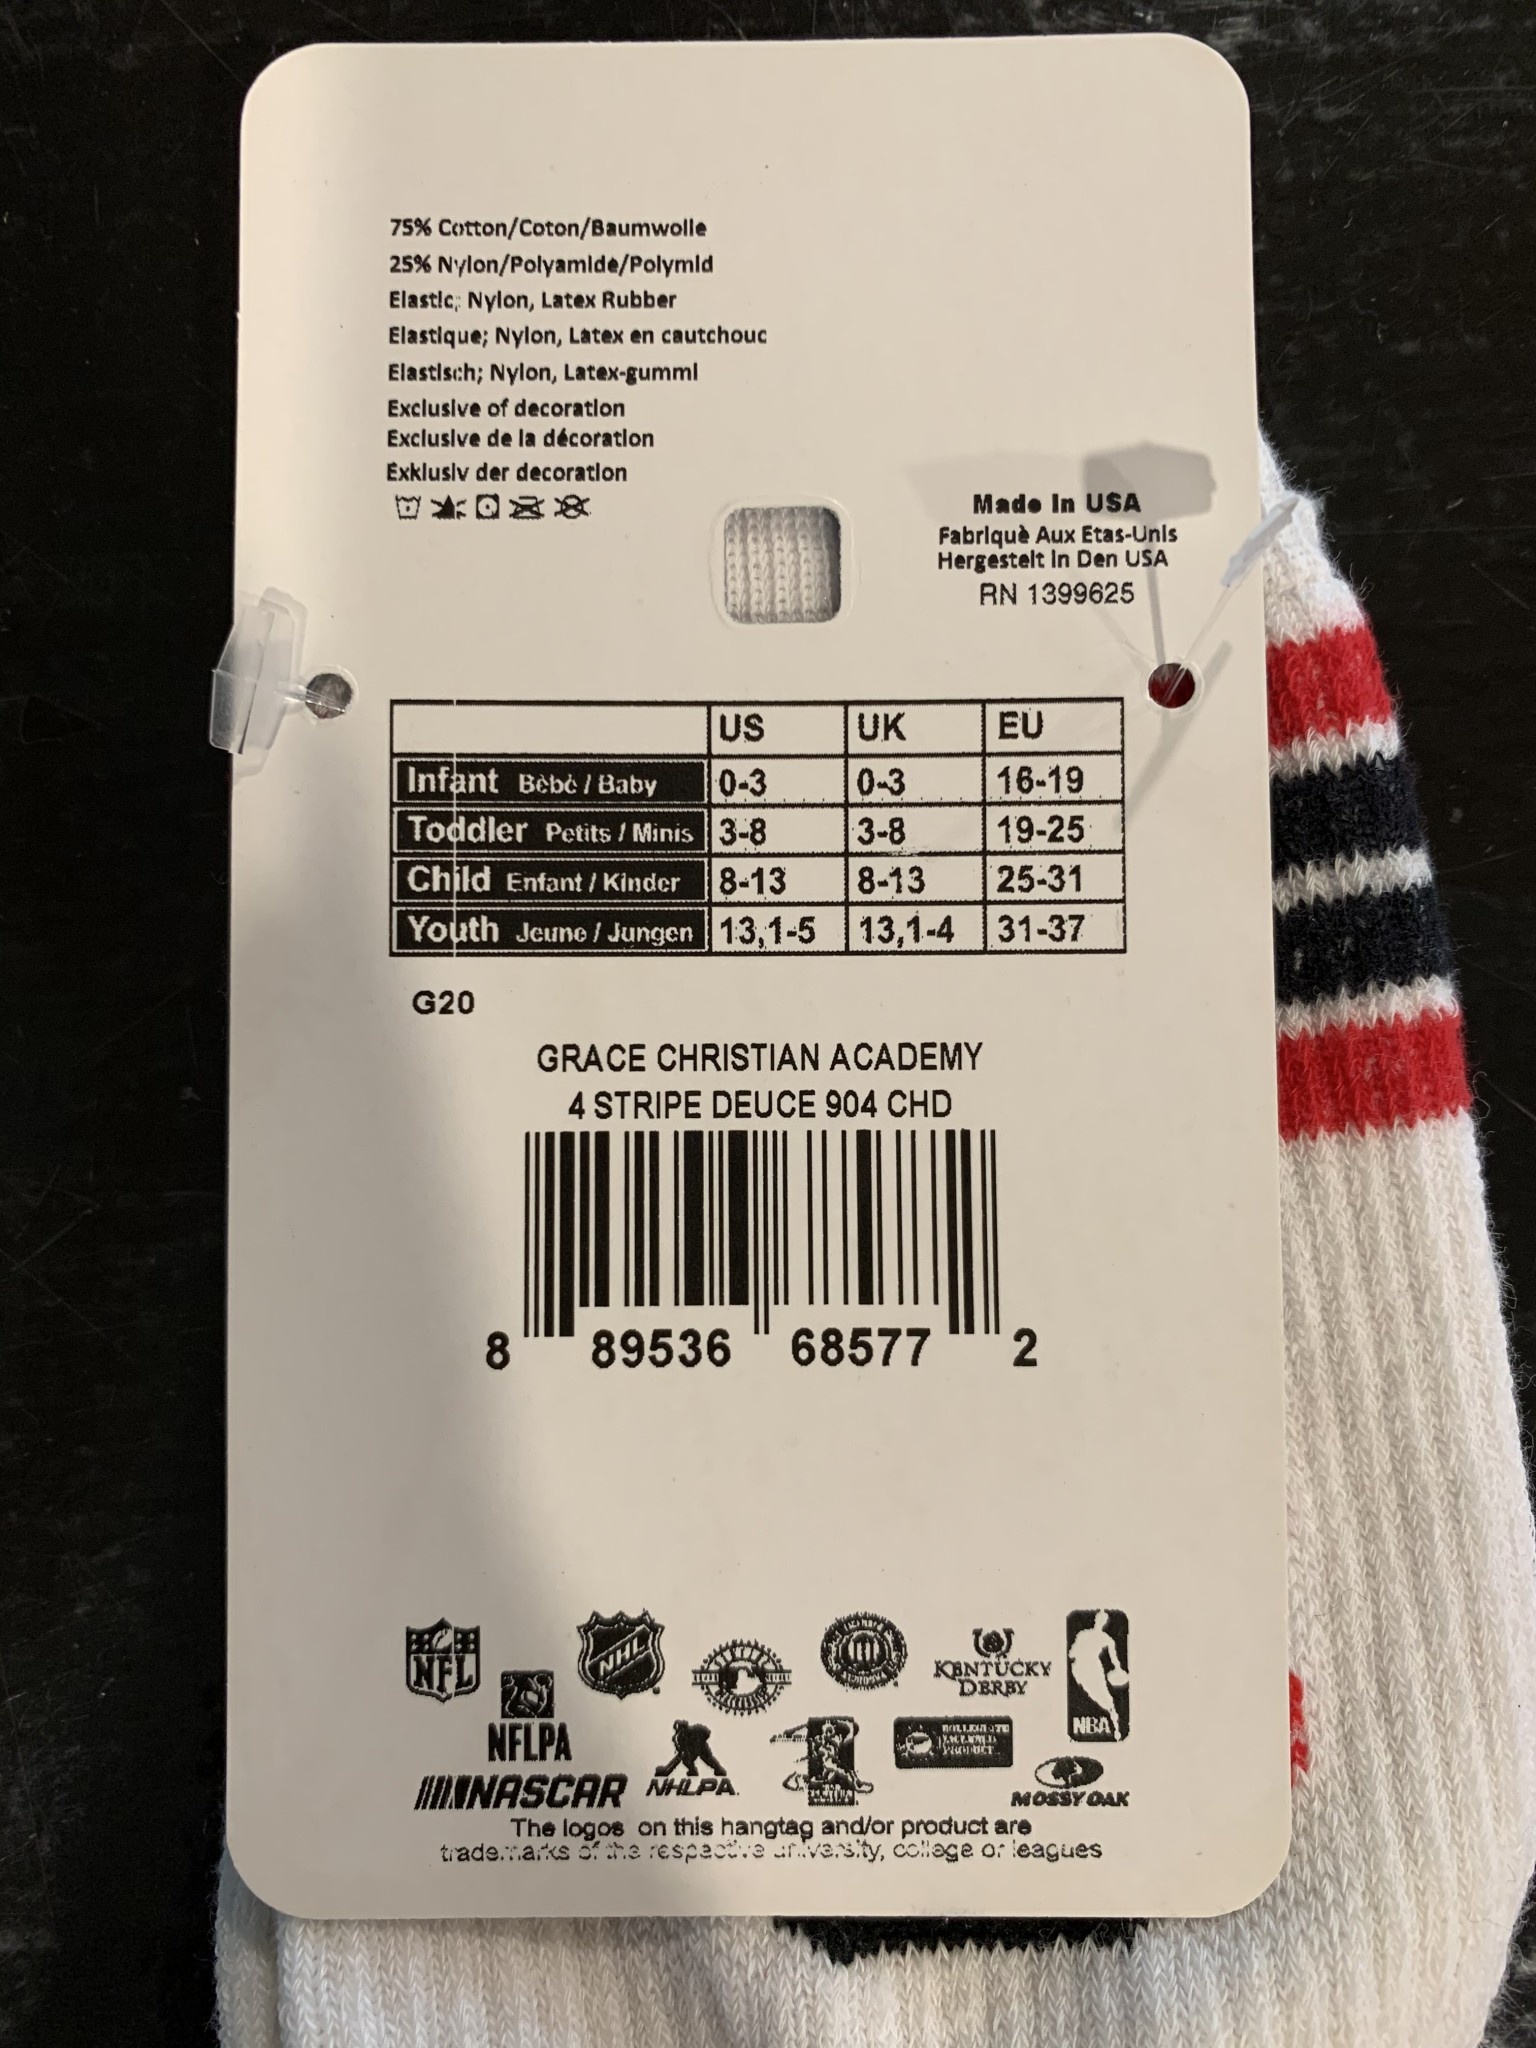 75% Cotton/Coton/Baumwolle
25% Nylon/Polyamide/Polymid
Elastic; Nylon, Latex Rubber
Elastique; Nylon, Latex en cautchouc
Elastisch; Nylon, Latex-gummi
Exclusive of decoration
Exclusive de la décoration
Exklusiv der decoration
Made In USA
Fabriquè Aux Etas-Unis
Hergestelt In Den USA
RN 1399625
US UK EU
Infant Bèbè / Baby 0-3 0-3 16-19
Toddler Petits / Minis 3-8 3-8 19-25
Child Enfant / Kinder 8-13 8-13 25-31
Youth Jeune / Jungen 13,1-5 13,1-4 31-37
G20
GRACE CHRISTIAN ACADEMY
4 STRIPE DEUCE 904 CHD
8 89536 68577 2
NFL
NHL
KENTUCKY
DERBY
NBA
NFLPA
NASCAR
NHLPA
COLLEGIATE
LICENSED
PRODUCT
MOSSY OAK
The logos on this hangtag and/or product are
trademarks of the respective university, college or leagues